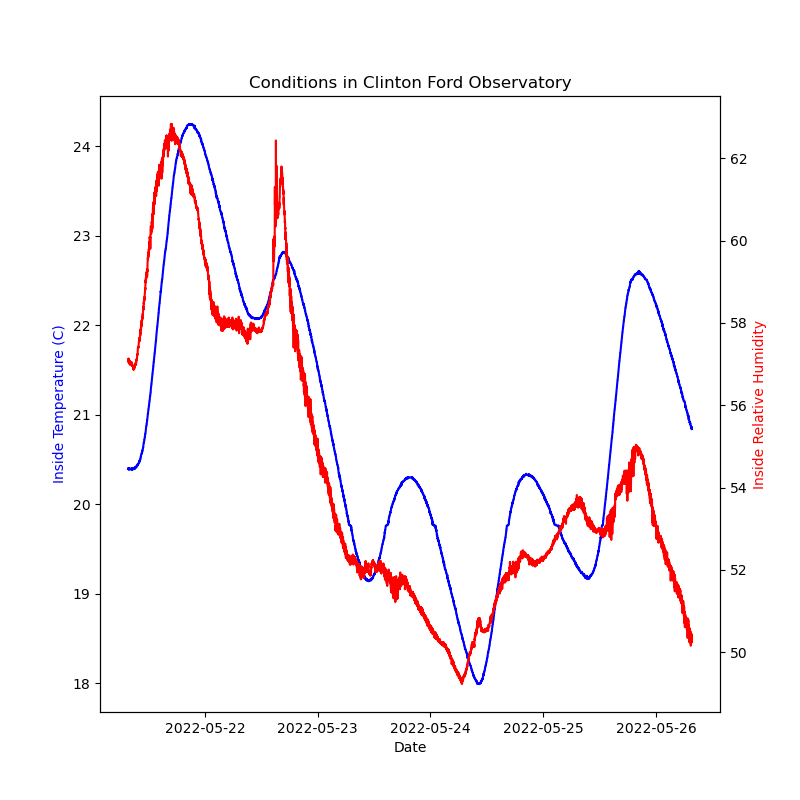 Conditions in Clinton Ford Observatory
24
23
22
21
20
19
18
Inside Temperature (C)
62
60
58
56
54
52
50
Inside Relative Humidity
2022-05-22 2022-05-23 2022-05-24 2022-05-25 2022-05-26
Date